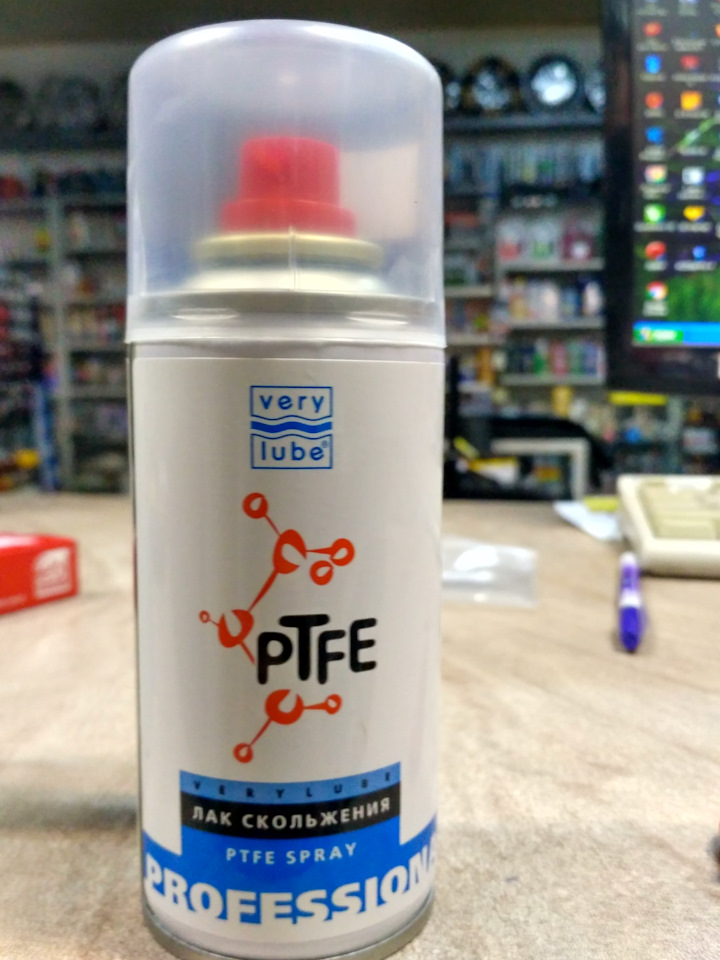 very
lube®
PTFE
VERYLUBE
ЛАК СКОЛЬЖЕНИЯ
PTFE SPRAY
PROFESSIONA